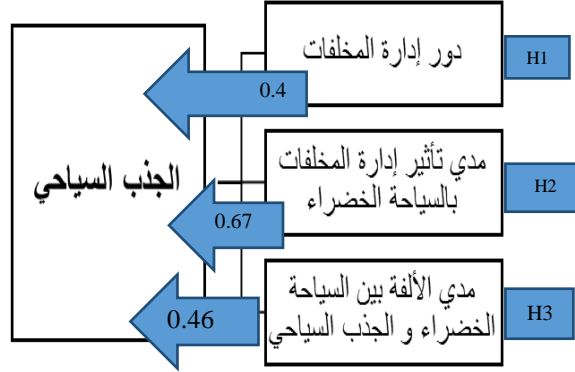 دور إدارة المخلفات
H1
0.4
مدي تأثير إدارة المخلفات
بالسياحة الخضراء
H2
0.67
الجذب السياحي
مدي الألفة بين السياحة
الخضراء و الجذب السياحي
H3
0.46